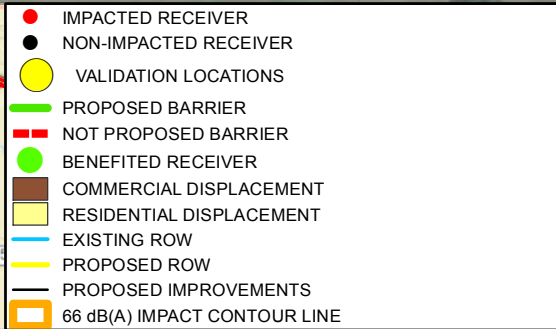 IMPACTED RECEIVER
NON-IMPACTED RECEIVER
VALIDATION LOCATIONS
PROPOSED BARRIER
NOT PROPOSED BARRIER
BENEFITED RECEIVER
COMMERCIAL DISPLACEMENT
RESIDENTIAL DISPLACEMENT
EXISTING ROW
PROPOSED ROW
PROPOSED IMPROVEMENTS
66 dB(A) IMPACT CONTOUR LINE